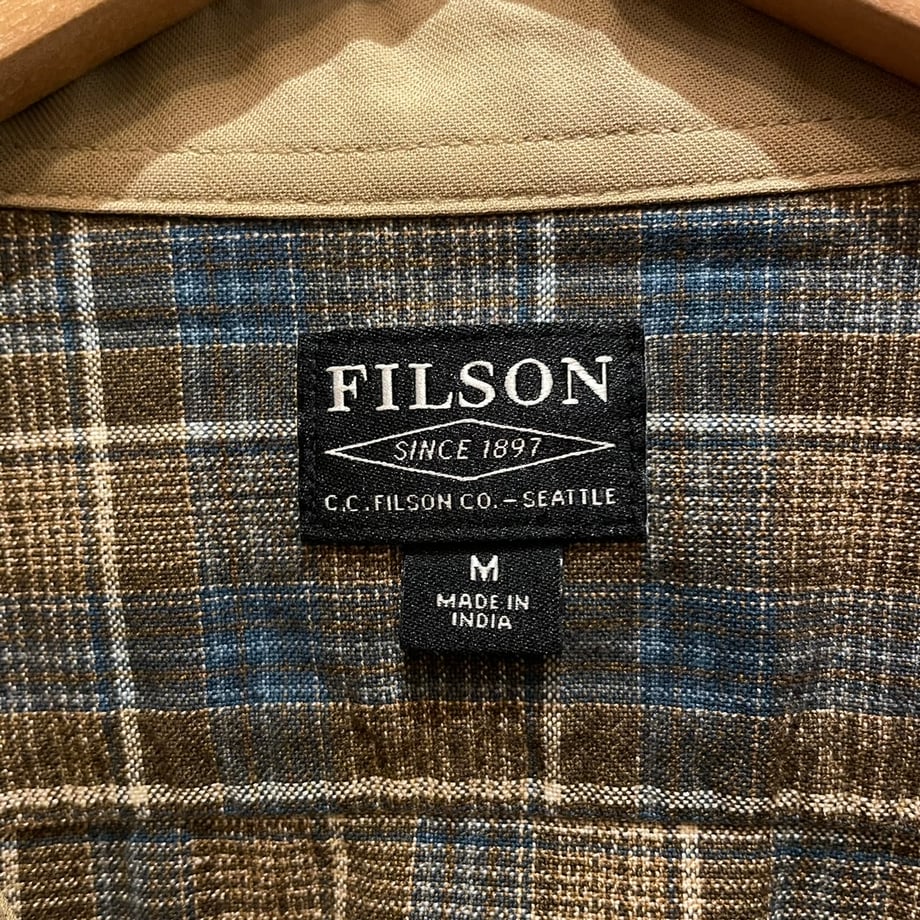 FILSON
SINCE 1897
C.C. FILSON CO. – SEATTLE
M
MADE IN
INDIA